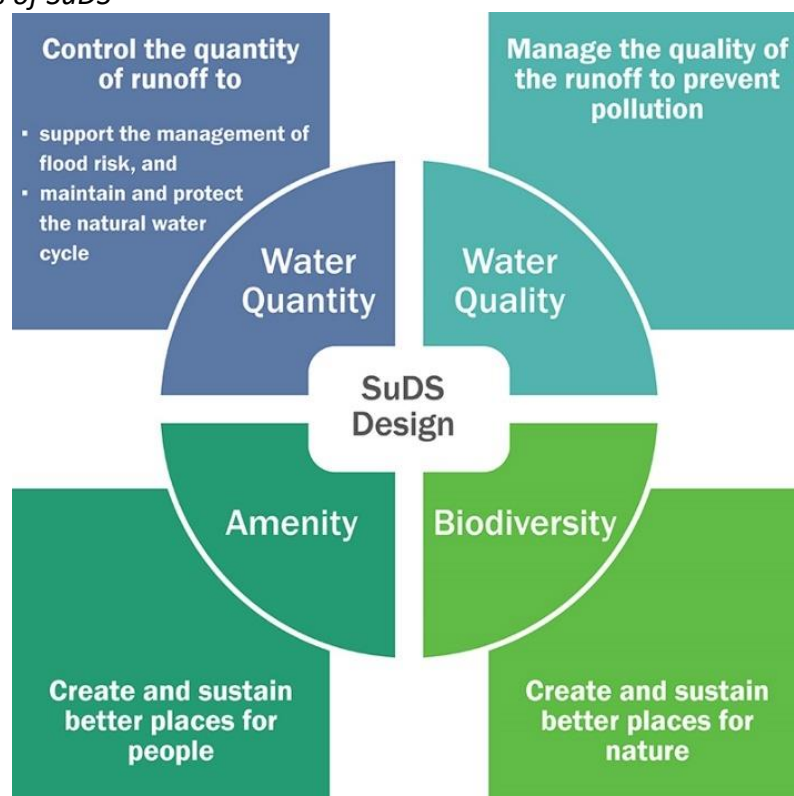 of SuDS
Control the quantity
of runoff to
▪ support the management of
flood risk, and
▪ maintain and protect
the natural water
cycle
Manage the quality of
the runoff to prevent
pollution
Water
Quantity
Water
Quality
SuDS
Design
Amenity
Biodiversity
Create and sustain
better places for
people
Create and sustain
better places for
nature